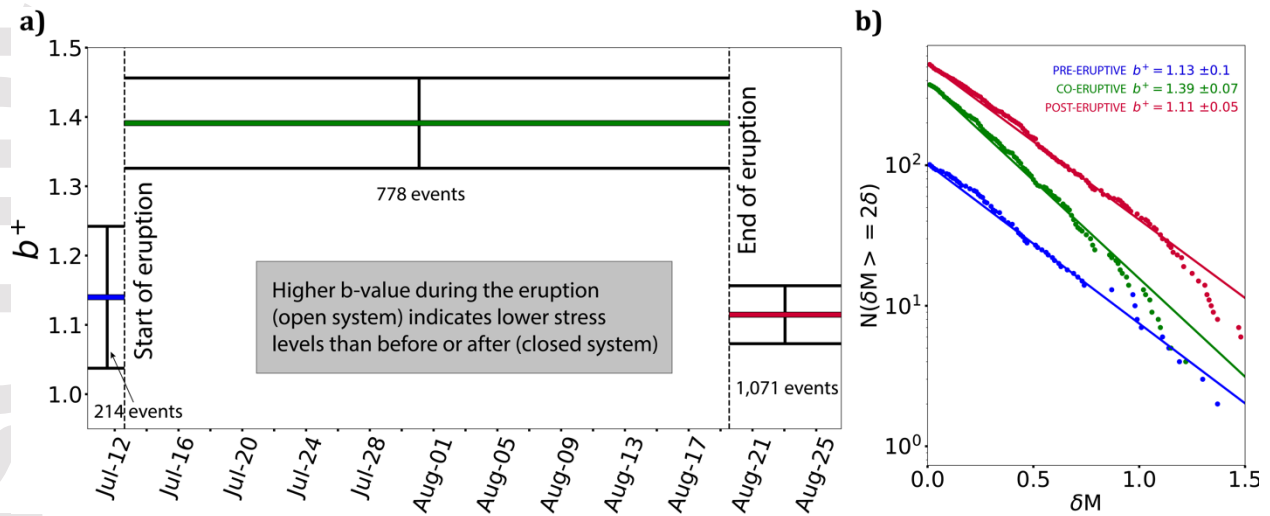 a)
1.5
1.4
1.3
1.2
1.1
1.0
b⁺
Start of eruption
End of eruption
778 events
Higher b-value during the eruption
(open system) indicates lower stress
levels than before or after (closed system)
214 events
1,071 events
Jul-12
Jul-16
Jul-20
Jul-24
Jul-28
Aug-01
Aug-05
Aug-09
Aug-13
Aug-17
Aug-21
Aug-25
b)
PRE-ERUPTIVE b⁺ = 1.13 ±0.1
CO-ERUPTIVE b⁺ = 1.39 ±0.07
POST-ERUPTIVE b⁺ = 1.11 ±0.05
N(δM > = 2δ)
10²
10¹
10⁰
0.0
0.5
1.0
1.5
δM